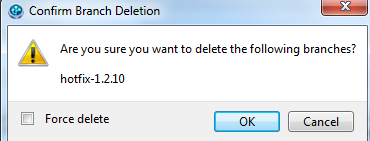 Confirm Branch Deletion
Are you sure you want to delete the following branches?
hotfix-1.2.10
Force delete
OK
Cancel